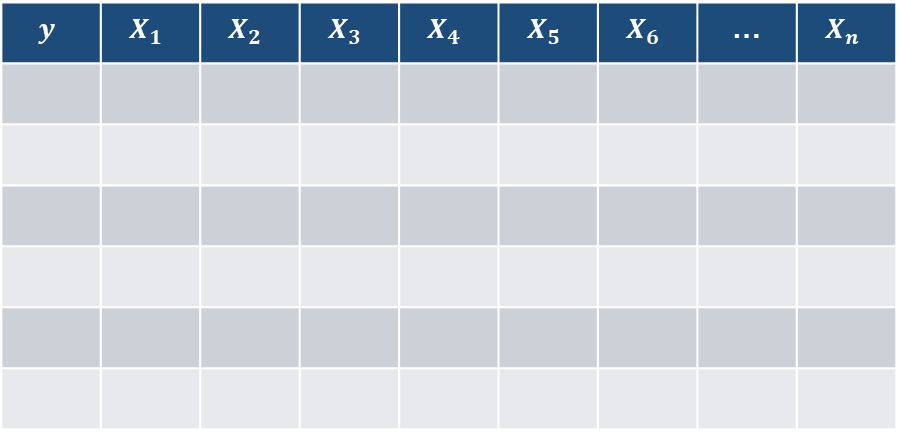 y X₁ X₂ X₃ X₄ X₅ X₆ ... Xₙ